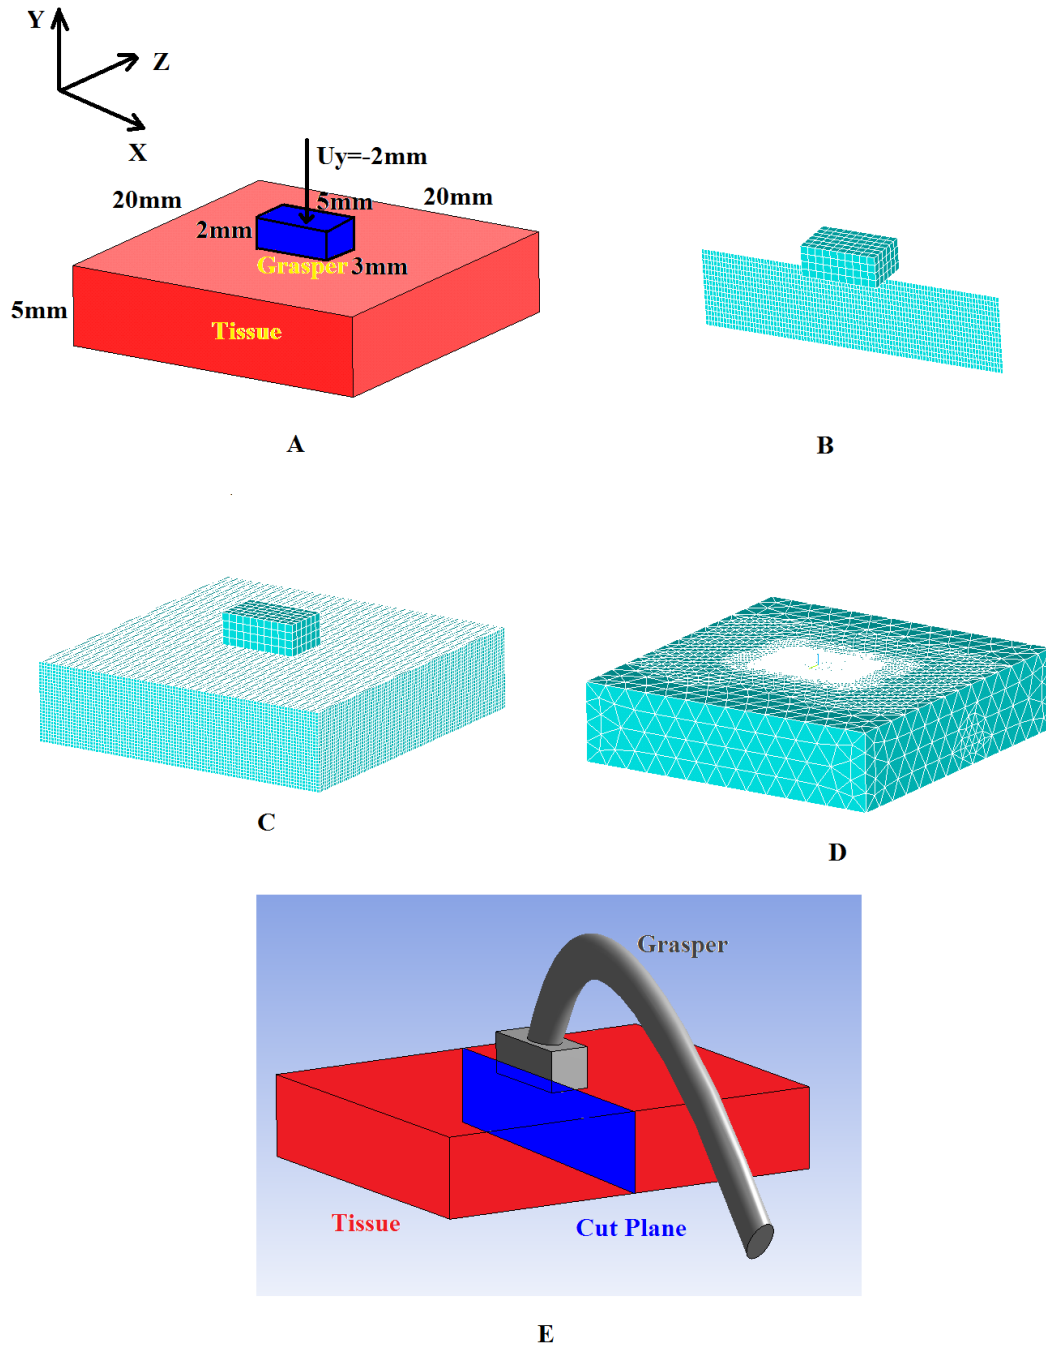 Y
Z
X
Uy=-2mm
20mm
5mm
20mm
2mm
Grasper
3mm
5mm
Tissue
A
B
C
D
Grasper
Tissue
Cut Plane
E